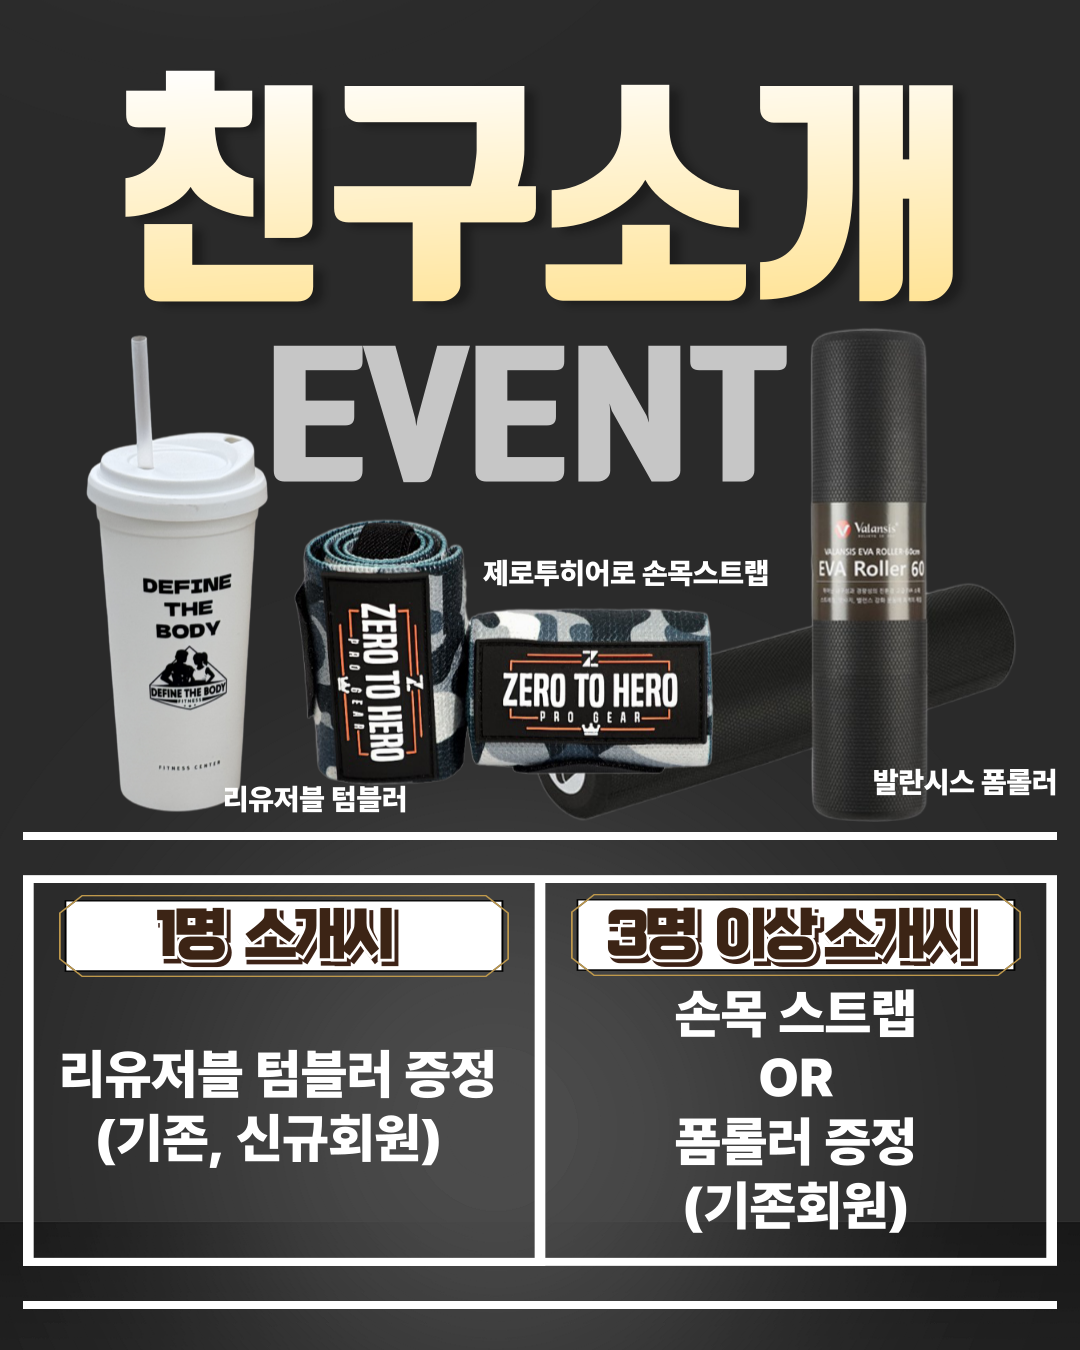 친구소개
EVENT
DEFINE
THE
BODY
DEFINE THE BODY
FITNESS
FITNESS CENTER
리유저블 텀블러
ZERO TO HERO
PRO GEAR
제로투히어로 손목스트랩
ZERO TO HERO
PRO GEAR
Valansis
VALANSIS EVA ROLLER 60cm
EVA Roller 60
발란시스 폼롤러
1명 소개시
리유저블 텀블러 증정
(기존, 신규회원)
3명 이상 소개시
손목 스트랩
OR
폼롤러 증정
(기존회원)